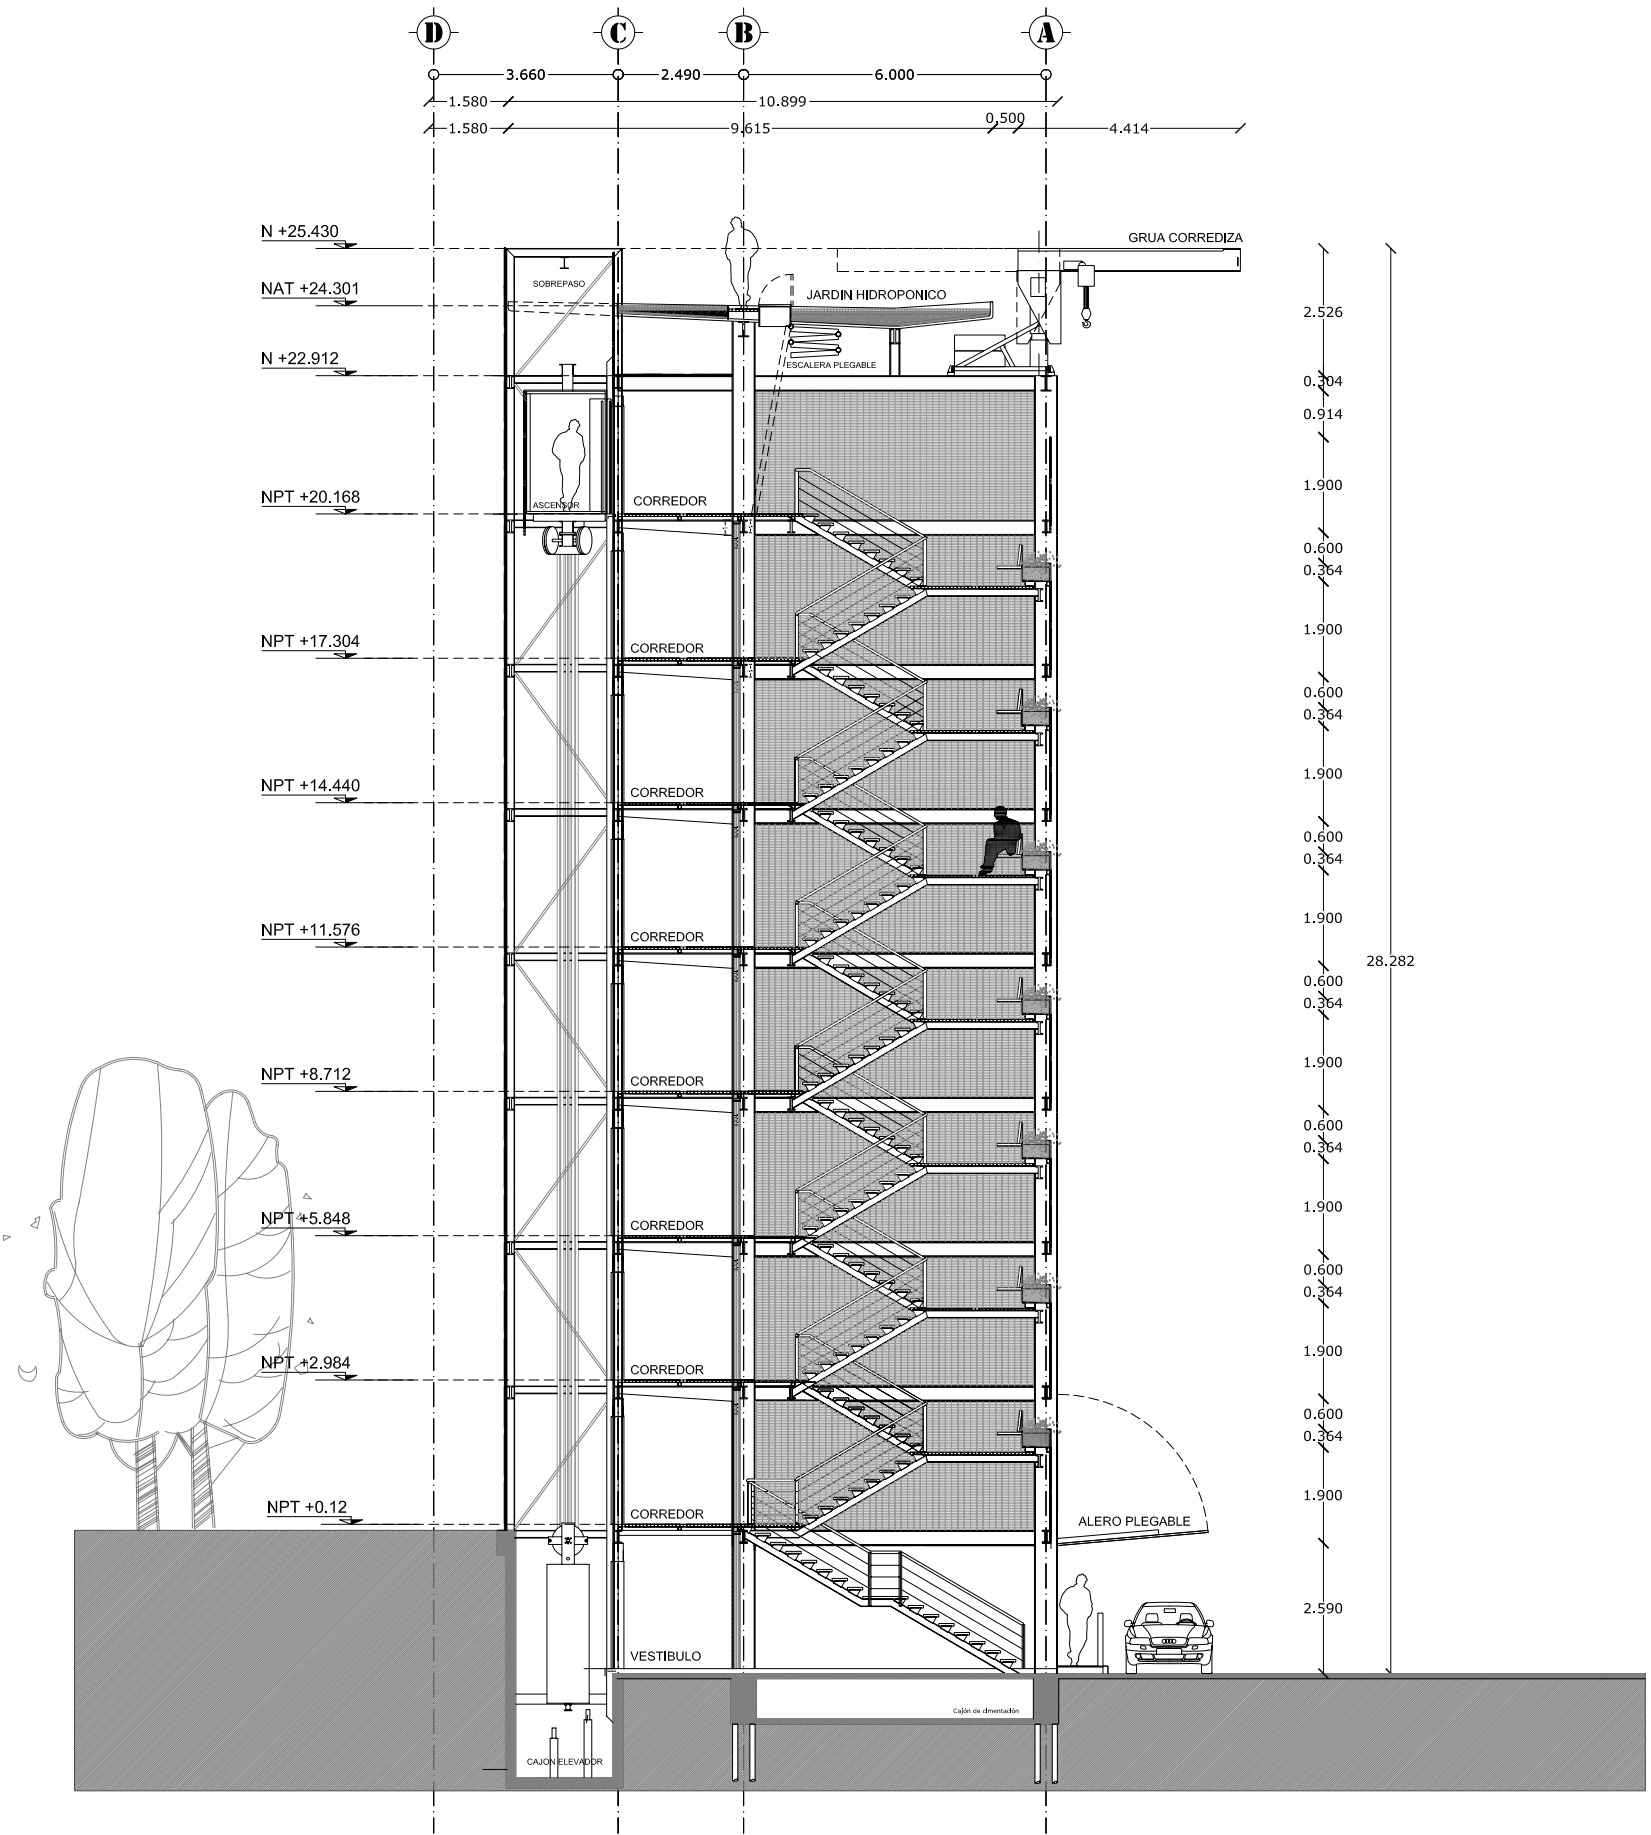 D C B A
3.660 2.490 6.000
1.580 10.899
1.580 9.615 0.500 4.414
N +25.430
GRUA CORREDIZA
SOBREPASO
NAT +24.301
JARDIN HIDROPONICO
2.526
N +22.912
ESCALERA PLEGABLE
0.304
0.914
NPT +20.168
ASCENSOR
CORREDOR
1.900
0.600
0.364
NPT +17.304
CORREDOR
1.900
0.600
0.364
NPT +14.440
CORREDOR
1.900
0.600
0.364
NPT +11.576
CORREDOR
1.900
28.282
0.600
0.364
NPT +8.712
CORREDOR
1.900
0.600
0.364
NPT +5.848
CORREDOR
1.900
0.600
0.364
NPT +2.984
CORREDOR
1.900
0.600
0.364
NPT +0.12
CORREDOR
1.900
ALERO PLEGABLE
2.590
VESTIBULO
Cajón de cimentación
CAJON ELEVADOR